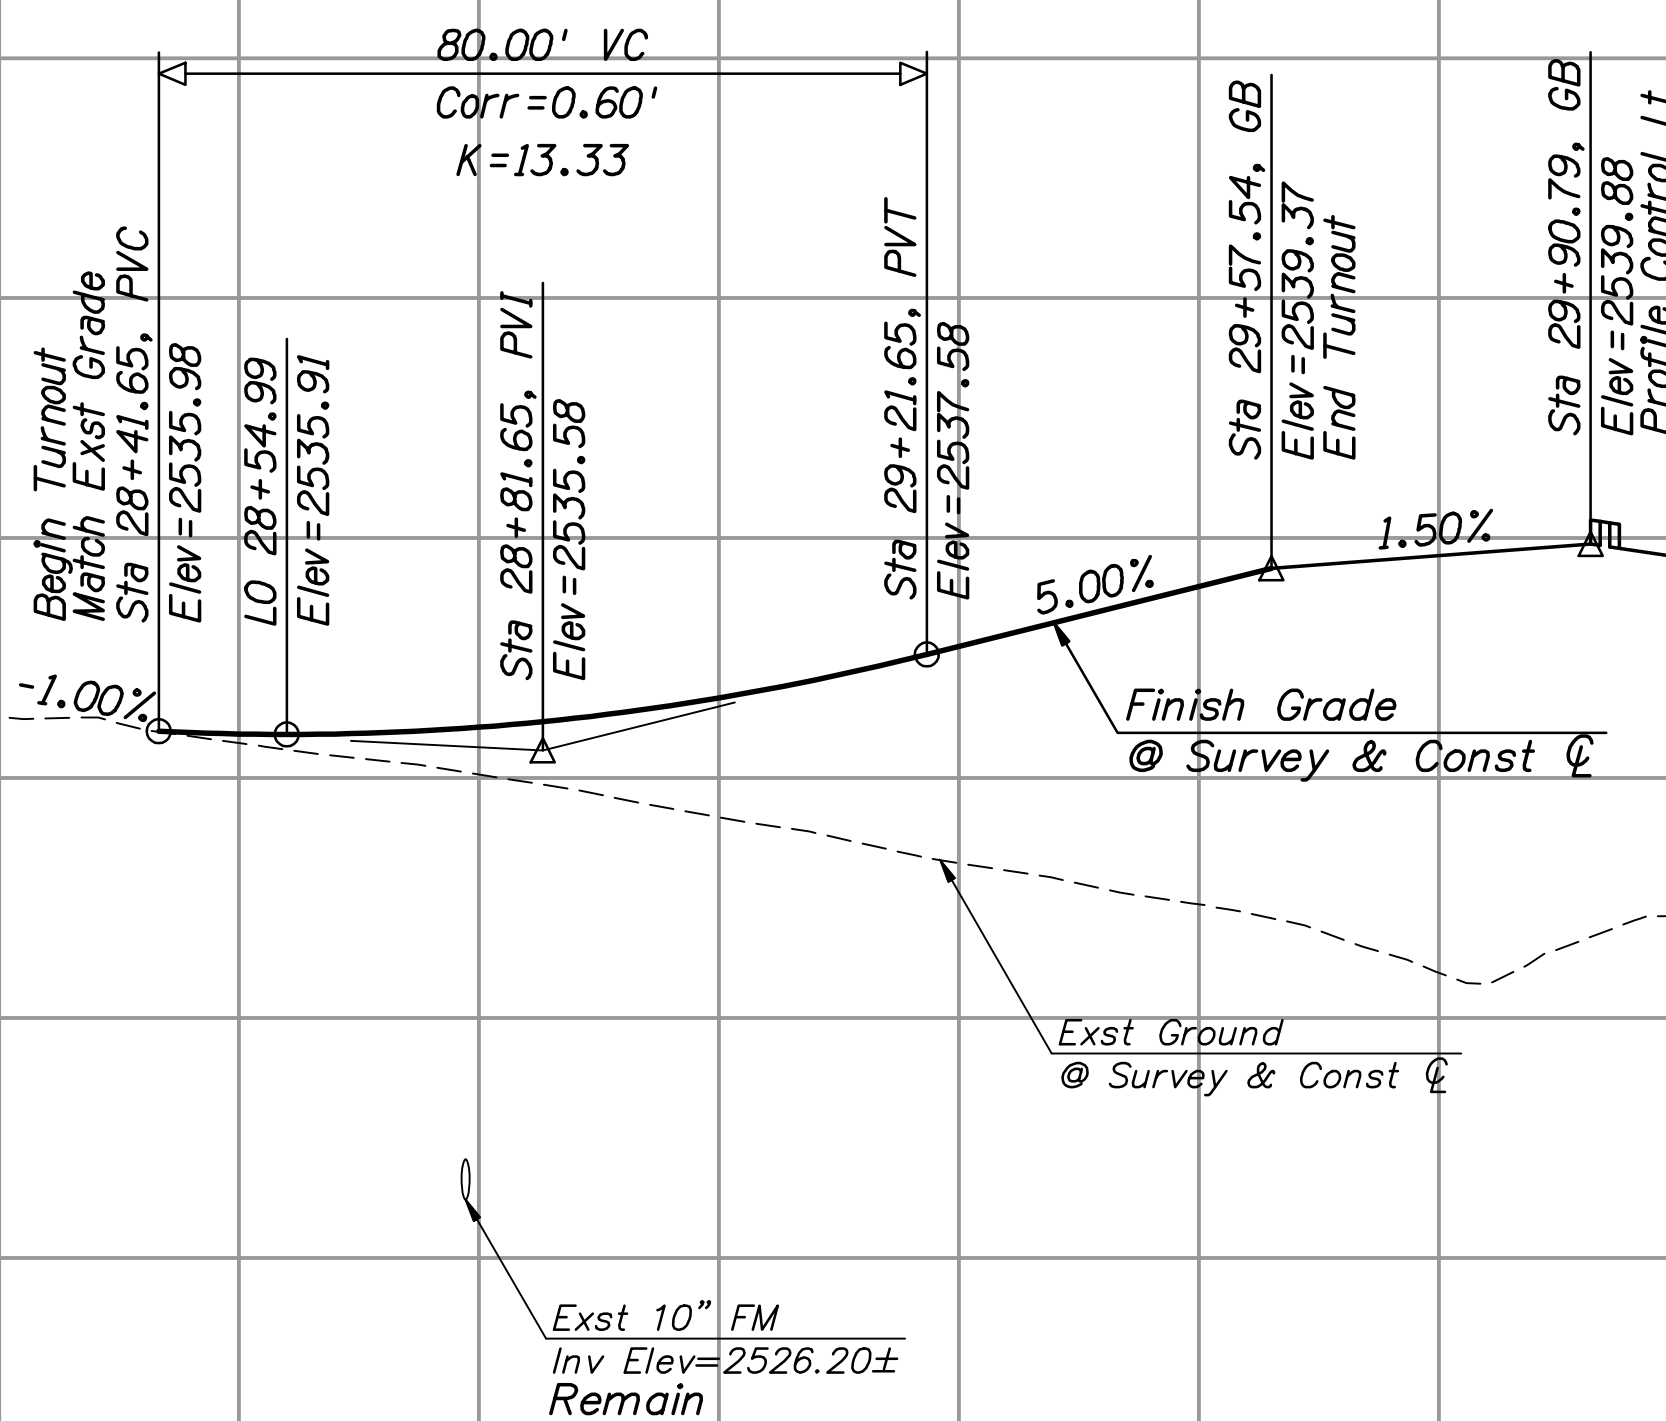 80.00' VC
Corr=0.60'
K=13.33
Begin Turnout
Match Exst Grade
Sta 28+41.65, PVC
Elev=2535.98
LO 28+54.99
Elev=2535.91
Sta 28+81.65, PVI
Elev=2535.58
Sta 29+21.65, PVT
Elev=2537.58
Sta 29+57.54, GB
Elev=2539.37
End Turnout
Sta 29+90.79, GB
Elev=2539.88
Profile Control Lt
-1.00%
5.00%
1.50%
Finish Grade
@ Survey & Const ℄
Exst Ground
@ Survey & Const ℄
Exst 10" FM
Inv Elev=2526.20±
Remain